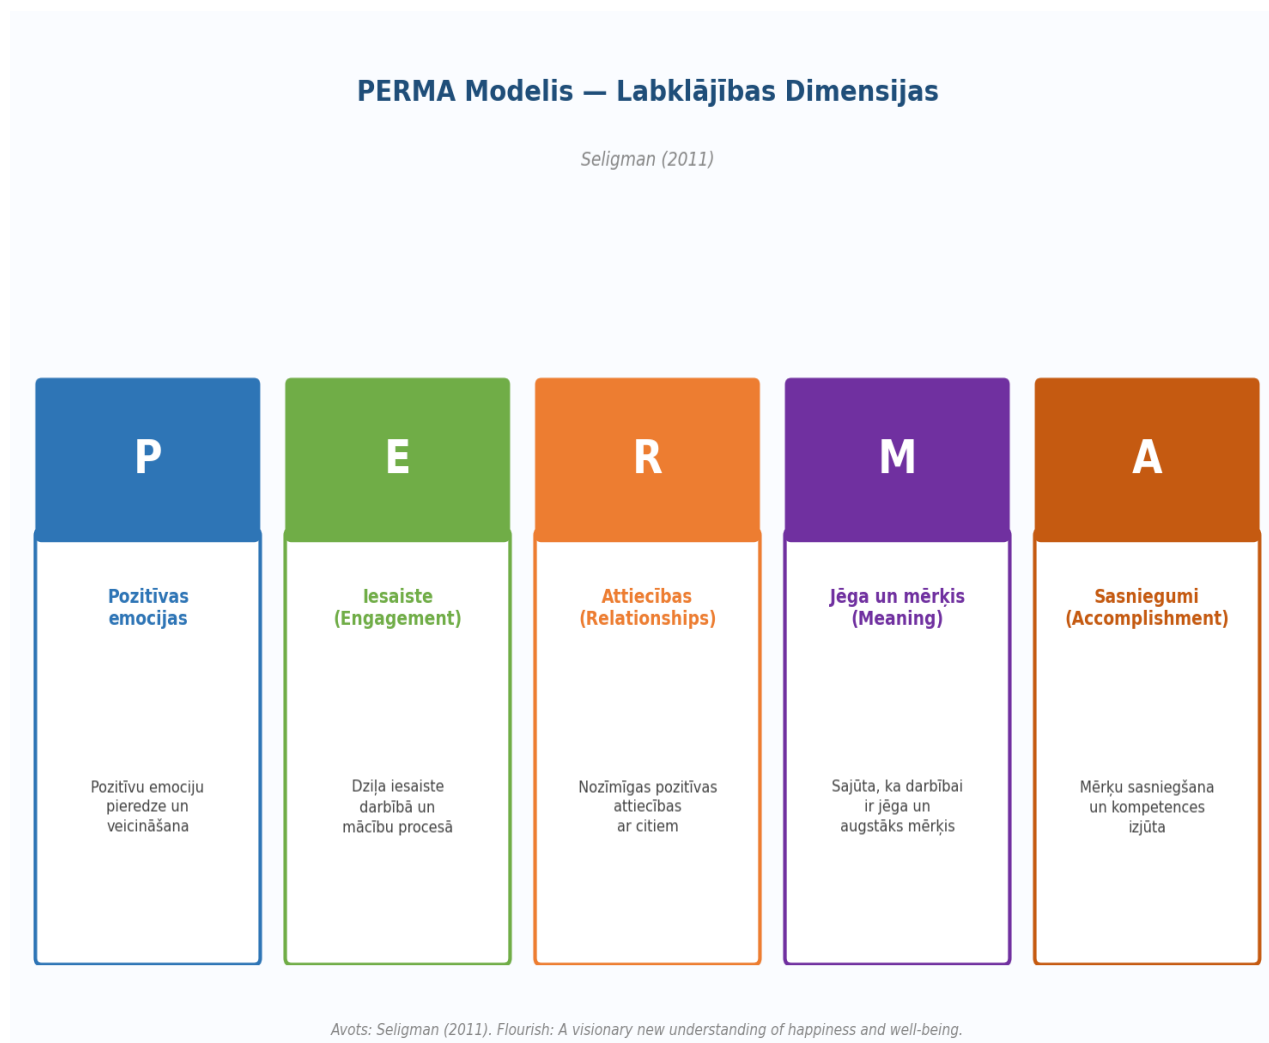 PERMA Modelis — Labklājības Dimensijas
Seligman (2011)
P
Pozitīvas
emocijas
Pozitīvu emociju
pieredze un
veicināšana
E
Iesaiste
(Engagement)
Dziļa iesaiste
darbībā un
mācību procesā
R
Attiecības
(Relationships)
Nozīmīgas pozitīvas
attiecības
ar citiem
M
Jēga un mērķis
(Meaning)
Sajūta, ka darbībai
ir jēga un
augstāks mērķis
A
Sasniegumi
(Accomplishment)
Mērķu sasniegšana
un kompetences
izjūta
Avots: Seligman (2011). Flourish: A visionary new understanding of happiness and well-being.